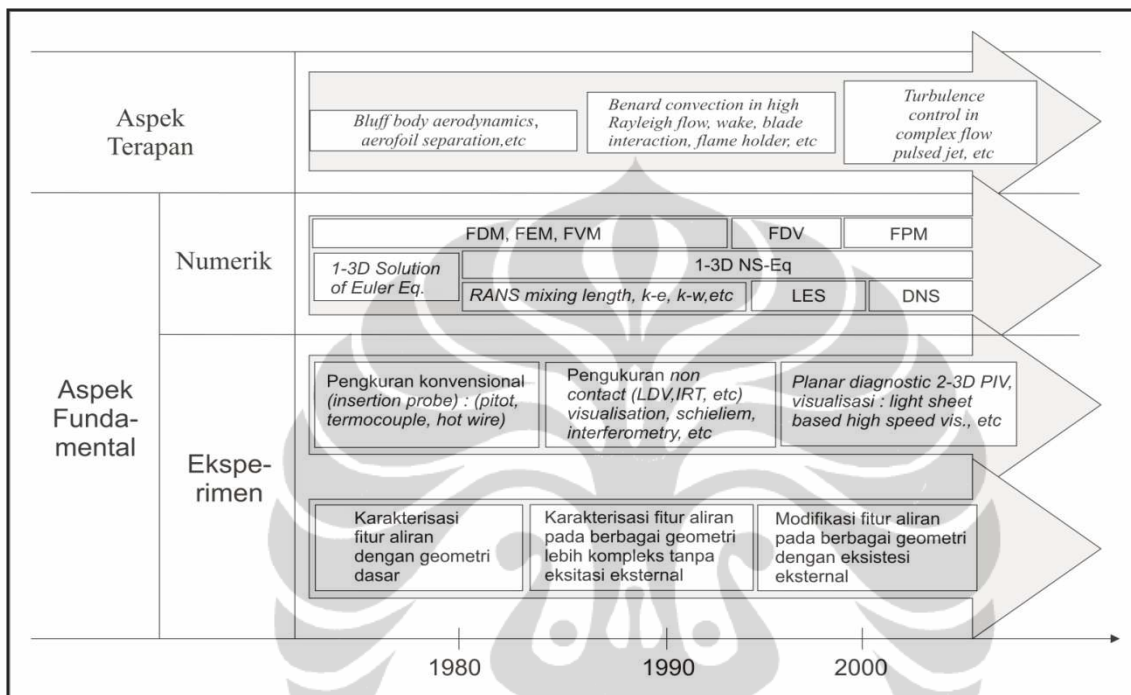 Aspek
Terapan
Bluff body aerodynamics,
aerofoil separation,etc
Benard convection in high
Rayleigh flow, wake, blade
interaction, flame holder, etc
Turbulence
control in
complex flow
pulsed jet, etc
Aspek
Funda-
mental
Numerik
FDM, FEM, FVM
FDV
FPM
1-3D Solution
of Euler Eq.
1-3D NS-Eq
RANS mixing length, k-e, k-w,etc
LES
DNS
Ekspe-
rimen
Pengkuran konvensional
(insertion probe) : (pitot,
termocouple, hot wire)
Pengukuran non
contact (LDV,IRT, etc)
visualisation, schieliem,
interferometry, etc
Planar diagnostic 2-3D PIV,
visualisasi : light sheet
based high speed vis., etc
Karakterisasi
fitur aliran
dengan geometri
dasar
Karakterisasi fitur aliran
pada berbagai geometri
lebih kompleks tanpa
eksitasi eksternal
Modifikasi fitur aliran
pada berbagai geometri
dengan eksistesi
eksternal
1980
1990
2000